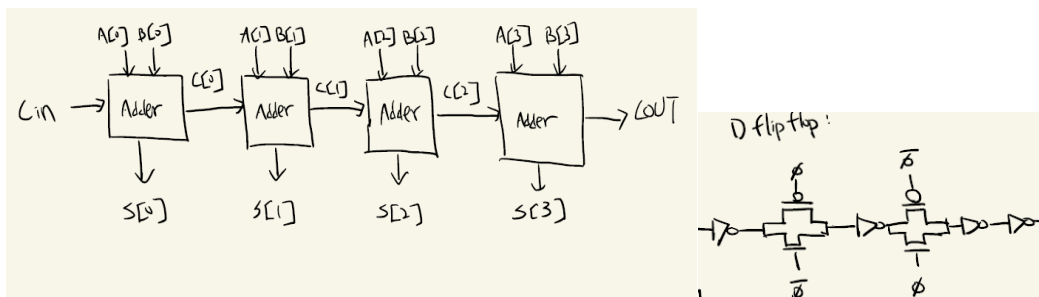 A[0] B[0] A[1] B[1] A[2] B[2] A[3] B[3]
Cin Adder C[0] Adder C[1] Adder C[2] Adder COUT
S[0] S[1] S[2] S[3]
D flip flop:
ϕ ϕ̅
ϕ̅ ϕ